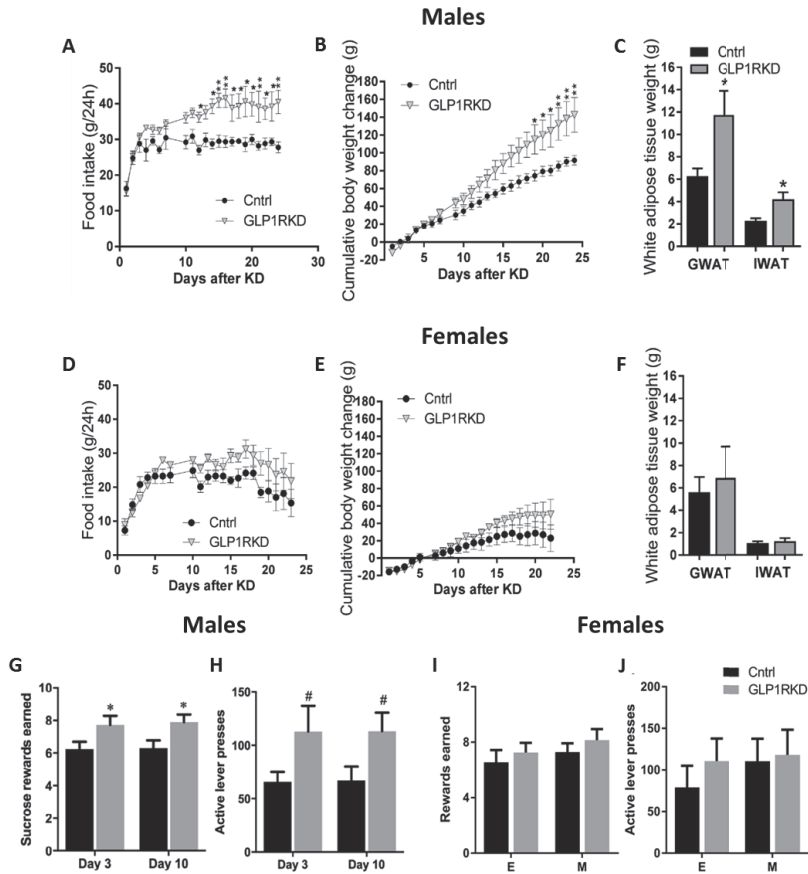 Males
A
B
C
Food intake (g/24h)
50
40
30
20
10
0
0
10
20
30
Days after KD
Cntrl
GLP1RKD
* * * * * * * * * * * * * *
Cumulative body weight change (g)
180
160
140
120
100
80
60
40
20
0
-20
5
10
15
20
25
Days after KD
Cntrl
GLP1RKD
White adipose tissue weight (g)
16
14
12
10
8
6
4
2
0
GWAT
IWAT
Cntrl
GLP1RKD
*
*
Females
D
E
F
Food intake (g/24h)
50
40
30
20
10
0
0
5
10
15
20
25
Days after KD
Cntrl
GLP1RKD
Cumulative body weight change (g)
180
160
140
120
100
80
60
40
20
0
-20
5
10
15
20
25
Days after KD
Cntrl
GLP1RKD
White adipose tissue weight (g)
16
14
12
10
8
6
4
2
0
GWAT
IWAT
Males
Females
G
H
I
J
Sucrose rewards earned
10
8
6
4
2
0
*
*
Day 3
Day 10
Active lever presses
150
100
50
0
#
#
Day 3
Day 10
Rewards earned
12
9
6
3
0
E
M
Active lever presses
200
150
100
50
0
E
M
Cntrl
GLP1RKD